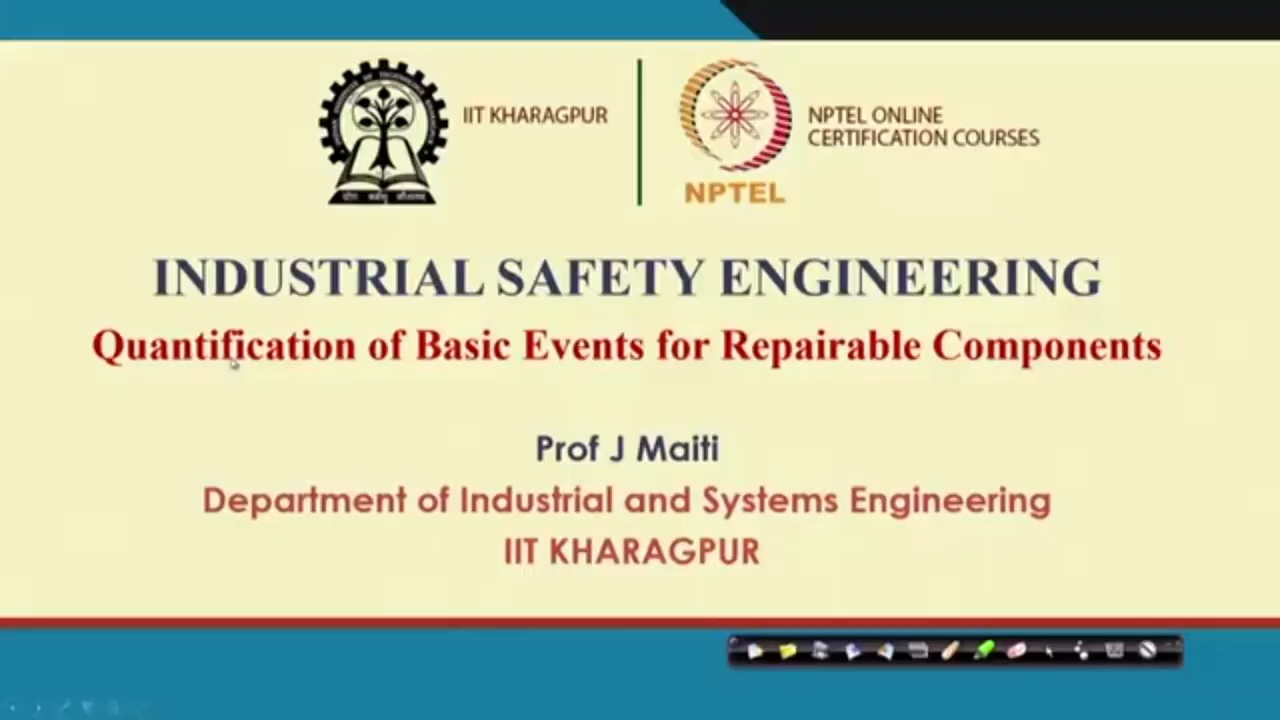 IIT KHARAGPUR
NPTEL ONLINE
CERTIFICATION COURSES
NPTEL
INDUSTRIAL SAFETY ENGINEERING
Quantification of Basic Events for Repairable Components
Prof J Maiti
Department of Industrial and Systems Engineering
IIT KHARAGPUR